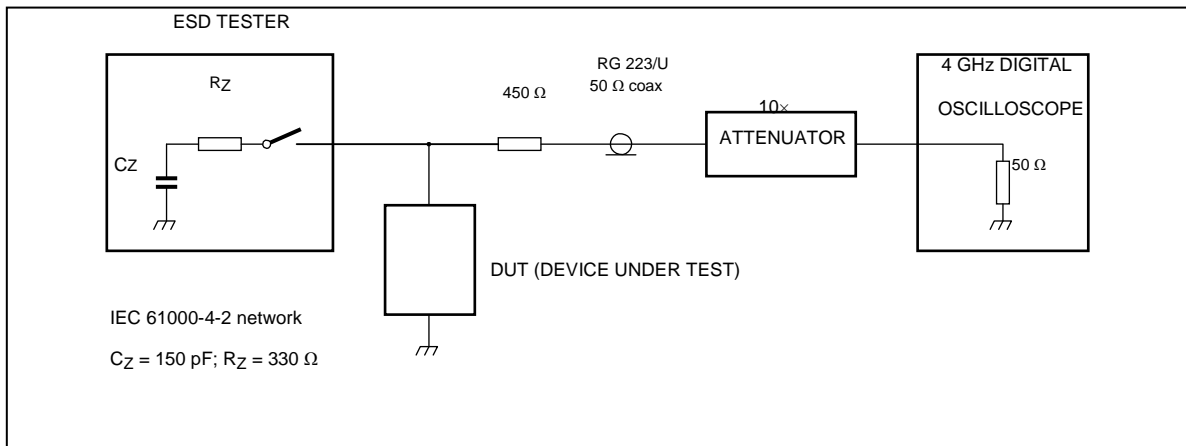 ESD TESTER
RZ
CZ
450 Ω
RG 223/U
50 Ω coax
10×
ATTENUATOR
4 GHz DIGITAL
OSCILLOSCOPE
50 Ω
DUT (DEVICE UNDER TEST)
IEC 61000-4-2 network
CZ = 150 pF; RZ = 330 Ω